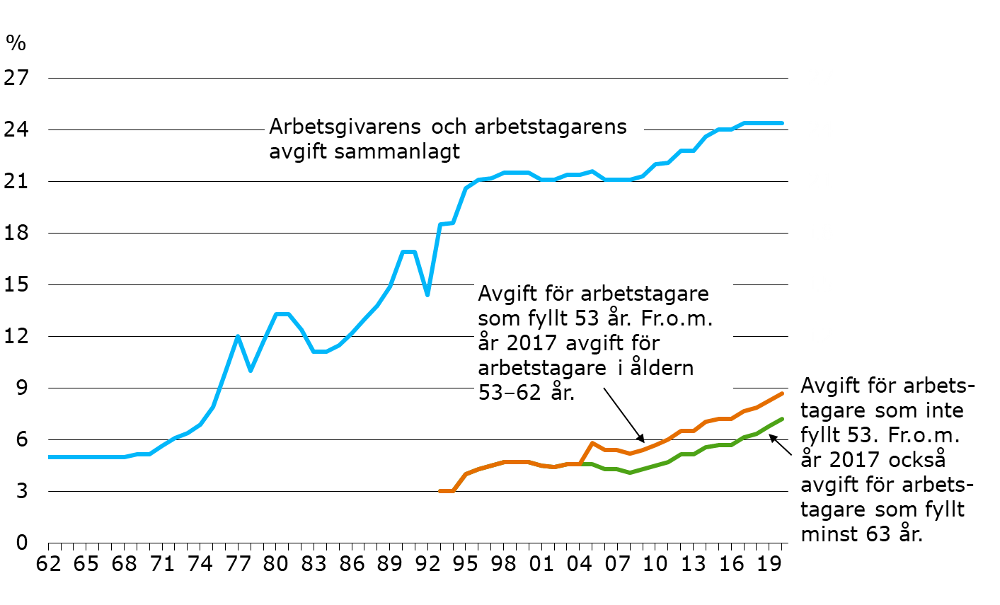 %
27
24
21
18
15
12
9
6
3
0
Arbetsgivarens och arbetstagarens
avgift sammanlagt
Avgift för arbetstagare
som fyllt 53 år. Fr.o.m.
år 2017 avgift för
arbetstagare i åldern
53–62 år.
Avgift för arbets-
tagare som inte
fyllt 53. Fr.o.m.
år 2017 också
avgift för arbets-
tagare som fyllt
minst 63 år.
62 65 68 71 74 77 80 83 86 89 92 95 98 01 04 07 10 13 16 19